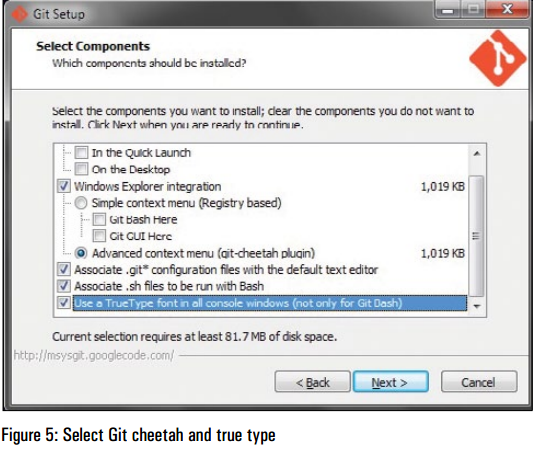 Git Setup
Select Components
Which components should be installed?
Select the components you want to install; clear the components you do not want to
install. Click Next when you are ready to continue.
In the Quick Launch
On the Desktop
Windows Explorer integration 1,019 KB
Simple context menu (Registry based)
Git Bash Here
Git GUI Here
Advanced context menu (git-cheetah plugin) 1,019 KB
Associate .git* configuration files with the default text editor
Associate .sh files to be run with Bash
Use a TrueType font in all console windows (not only for Git Bash)
Current selection requires at least 81.7 MB of disk space.
http://msysgit.googlecode.com/
< Back Next > Cancel
Figure 5: Select Git cheetah and true type